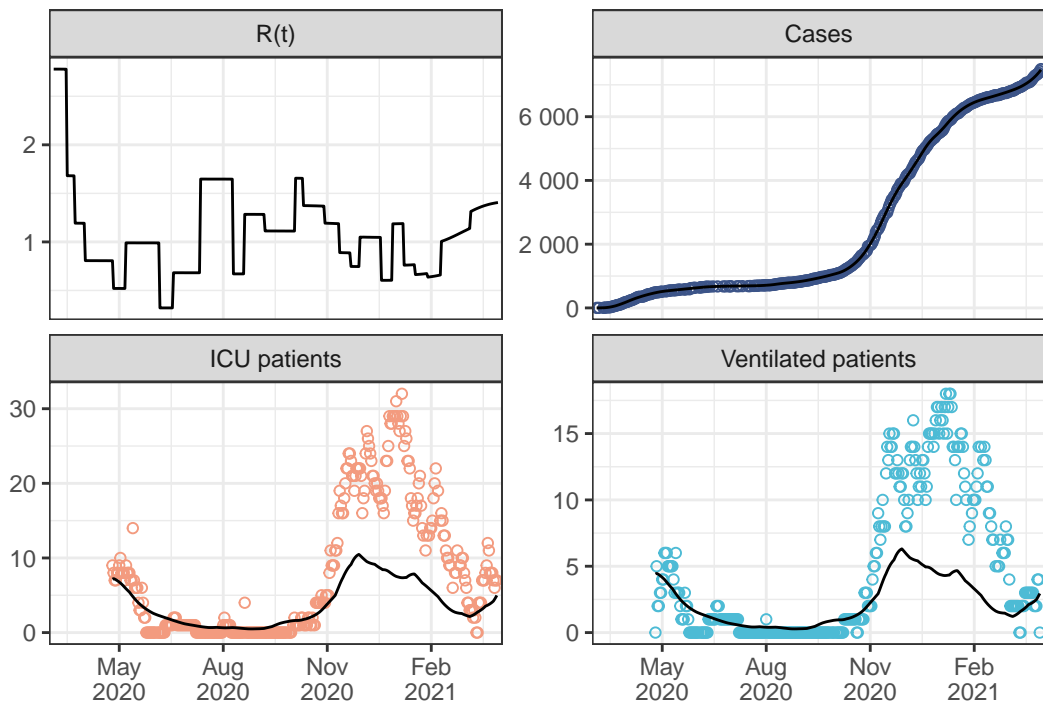 R(t)
Cases
2
1
6 000
4 000
2 000
0
ICU patients
Ventilated patients
30
20
10
0
15
10
5
0
May
2020
Aug
2020
Nov
2020
Feb
2021
May
2020
Aug
2020
Nov
2020
Feb
2021